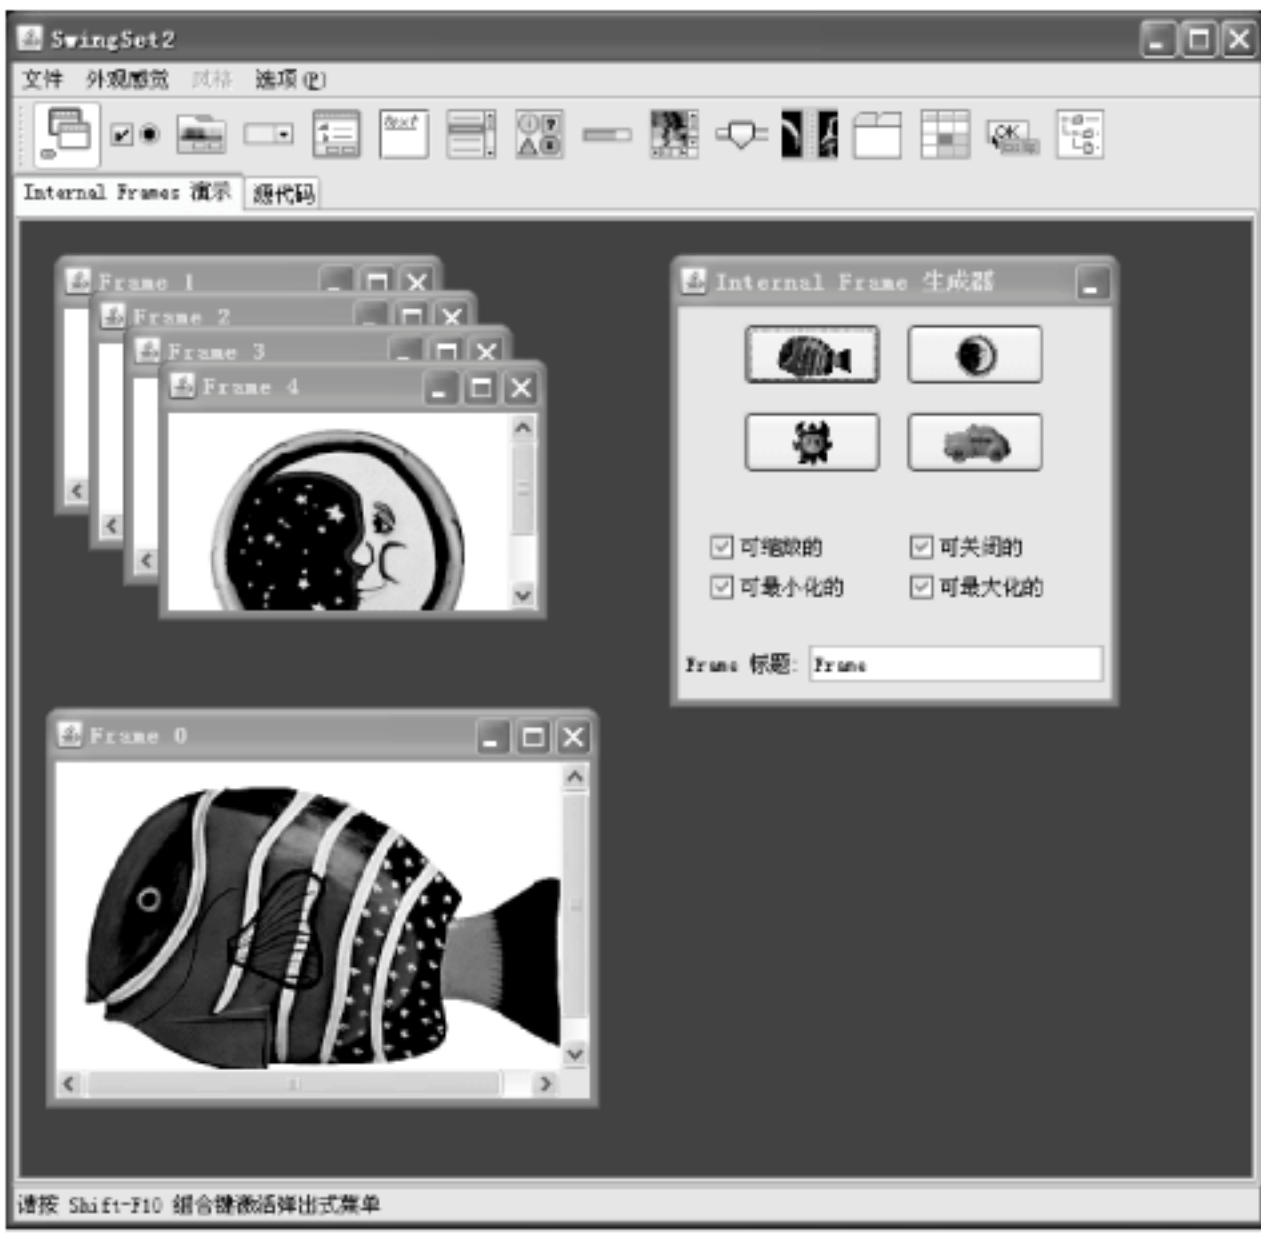 SwingSet2
文件 外观感觉 风格 选项(P)
text
OK
Internal Frames 演示 源代码
Frame 1
Frame 2
Frame 3
Frame 4
Internal Frame 生成器
可缩放的 可关闭的
可最小化的 可最大化的
Frame 标题: Frame
Frame 0
请按 Shift-F10 组合键激活弹出式菜单